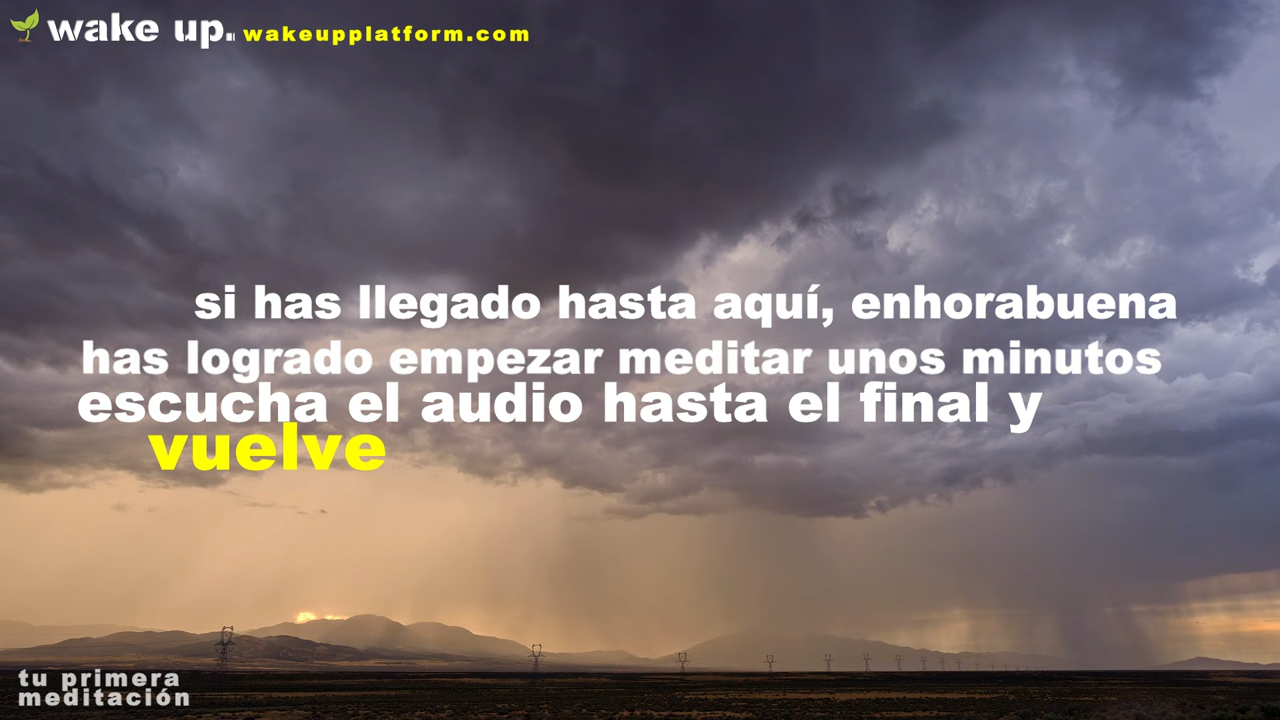 wake up. wakeupplatform.com
si has llegado hasta aquí, enhorabuena
has logrado empezar meditar unos minutos
escucha el audio hasta el final y
vuelve
tu primera
meditación